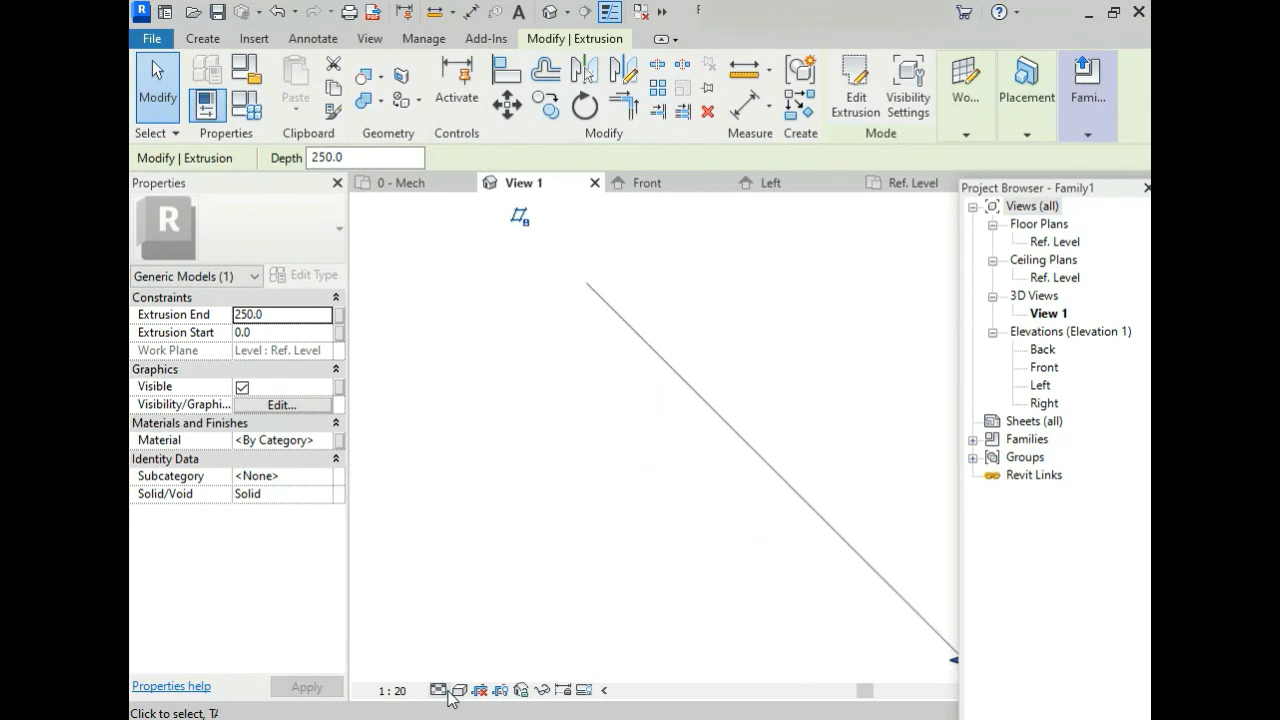 R
File Create Insert Annotate View Manage Add-Ins Modify | Extrusion
Modify Paste Activate Edit Extrusion Visibility Settings Wo... Placement Fami...
Select Properties Clipboard Geometry Controls Modify Measure Create Mode
Modify | Extrusion Depth 250.0
Properties 0 - Mech View 1 Front Left Ref. Level
Project Browser - Family1
R
Generic Models (1) Edit Type
Constraints
Extrusion End 250.0
Extrusion Start 0.0
Work Plane Level : Ref. Level
Graphics
Visible
Visibility/Graphi... Edit...
Materials and Finishes
Material <By Category>
Identity Data
Subcategory <None>
Solid/Void Solid
Views (all)
Floor Plans
Ref. Level
Ceiling Plans
Ref. Level
3D Views
View 1
Elevations (Elevation 1)
Back
Front
Left
Right
Sheets (all)
Families
Groups
Revit Links
Properties help Apply
1 : 20
Click to select, TA